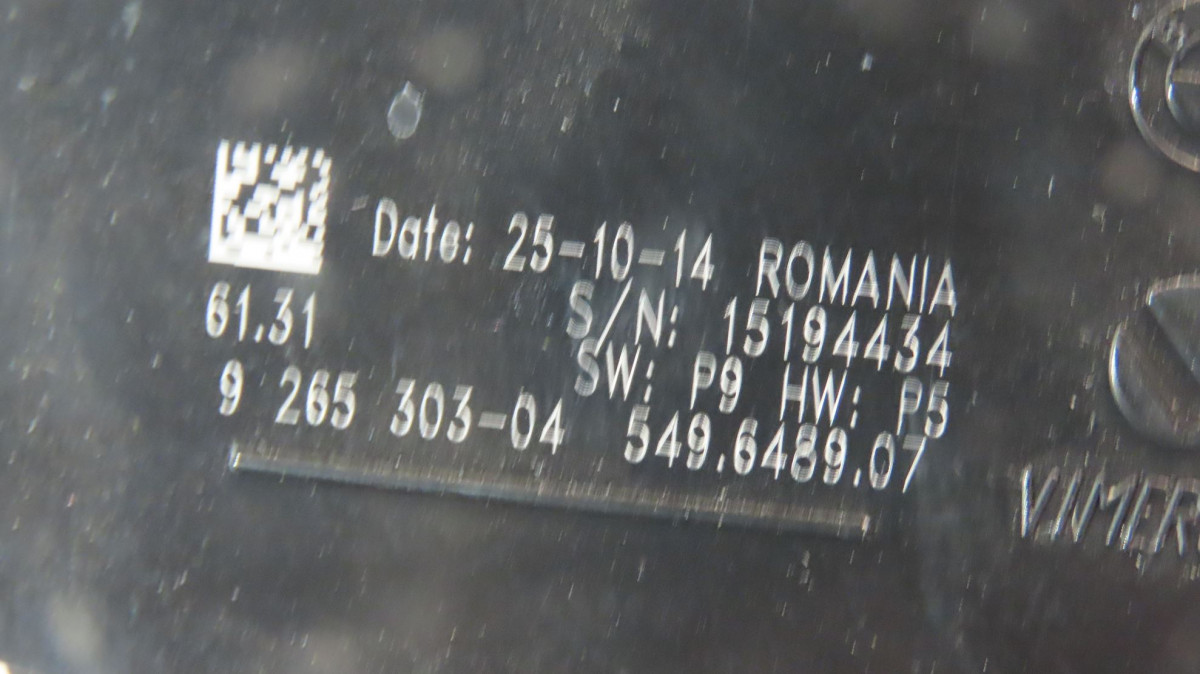 Date: 25-10-14 ROMANIA
61.31 S/N: 15194434
SW: P9 HW: P5
9 265 303-04 549.6489.07